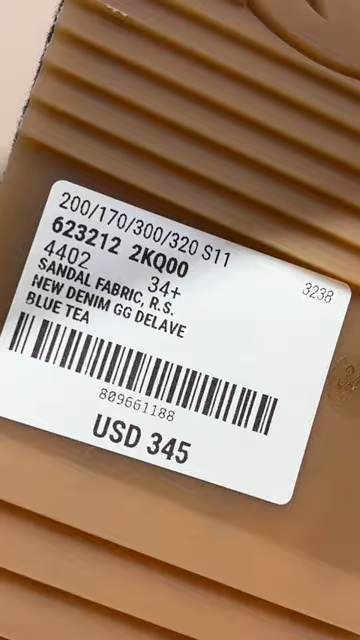 200/170/300/320 S11
623212 2KQ00
4402 34+ 3238
SANDAL FABRIC, R.S.
NEW DENIM GG DELAVE
BLUE TEA
809661188
USD 345